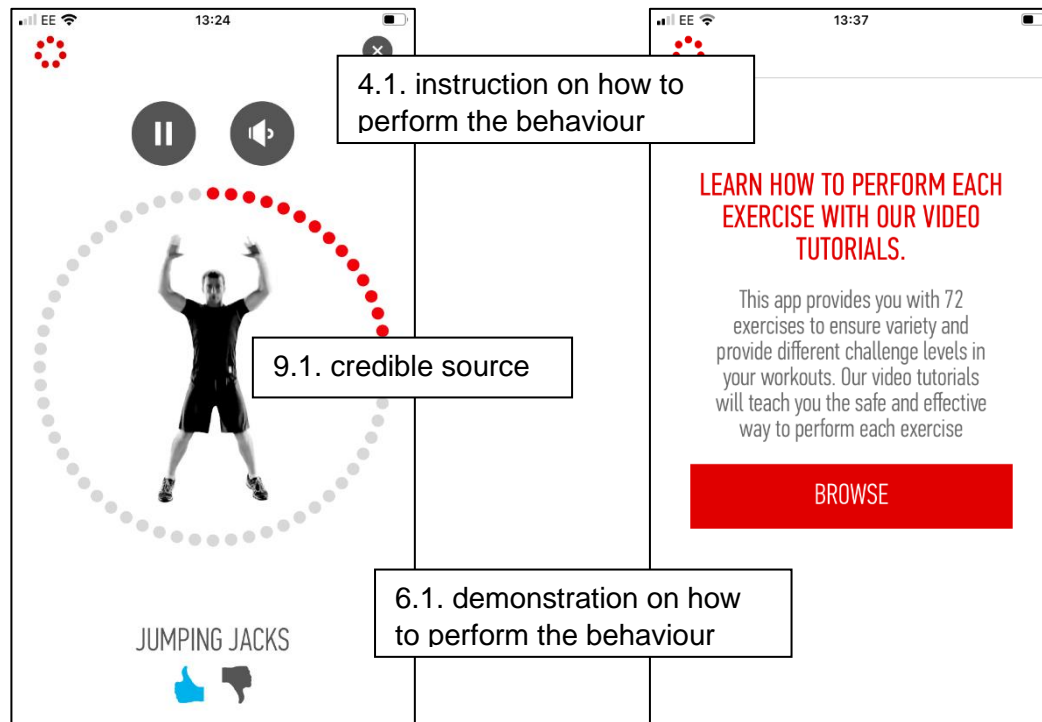 EE 13:24
EE 13:37
4.1. instruction on how to
perform the behaviour
LEARN HOW TO PERFORM EACH
EXERCISE WITH OUR VIDEO
TUTORIALS.
This app provides you with 72
exercises to ensure variety and
provide different challenge levels in
your workouts. Our video tutorials
will teach you the safe and effective
way to perform each exercise
9.1. credible source
BROWSE
6.1. demonstration on how
to perform the behaviour
JUMPING JACKS